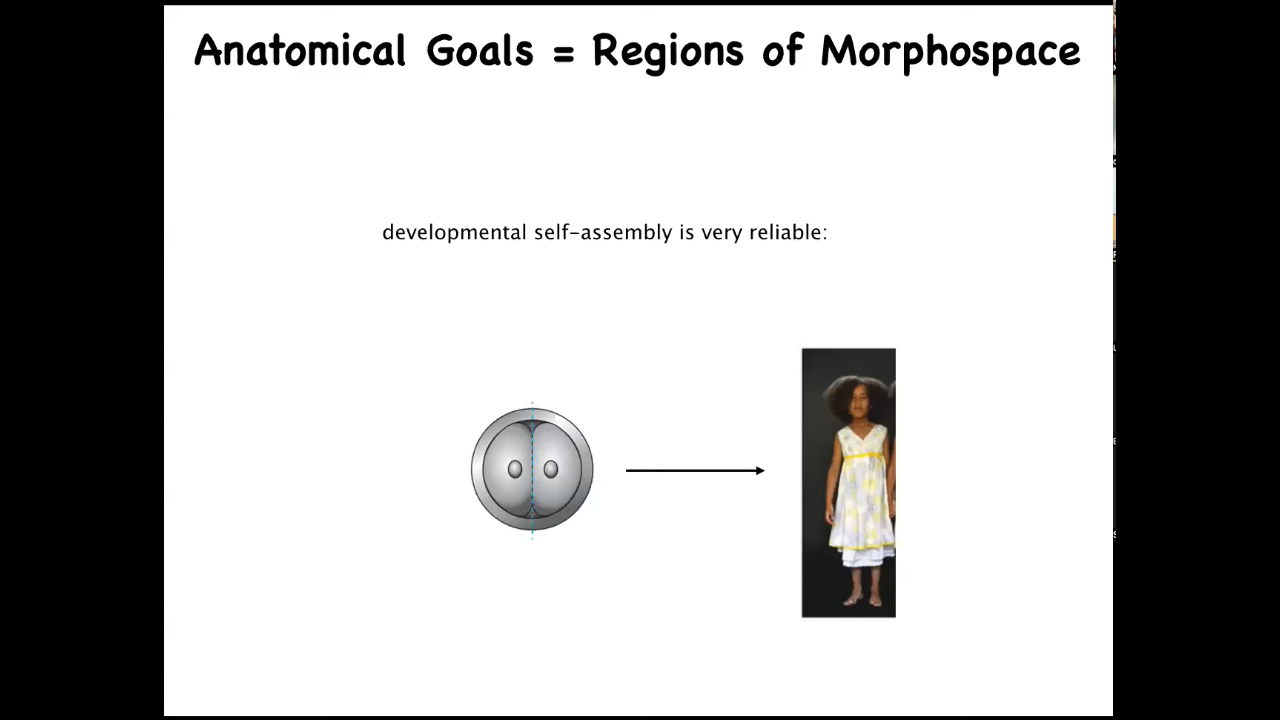 Anatomical Goals = Regions of Morphospace
developmental self-assembly is very reliable: